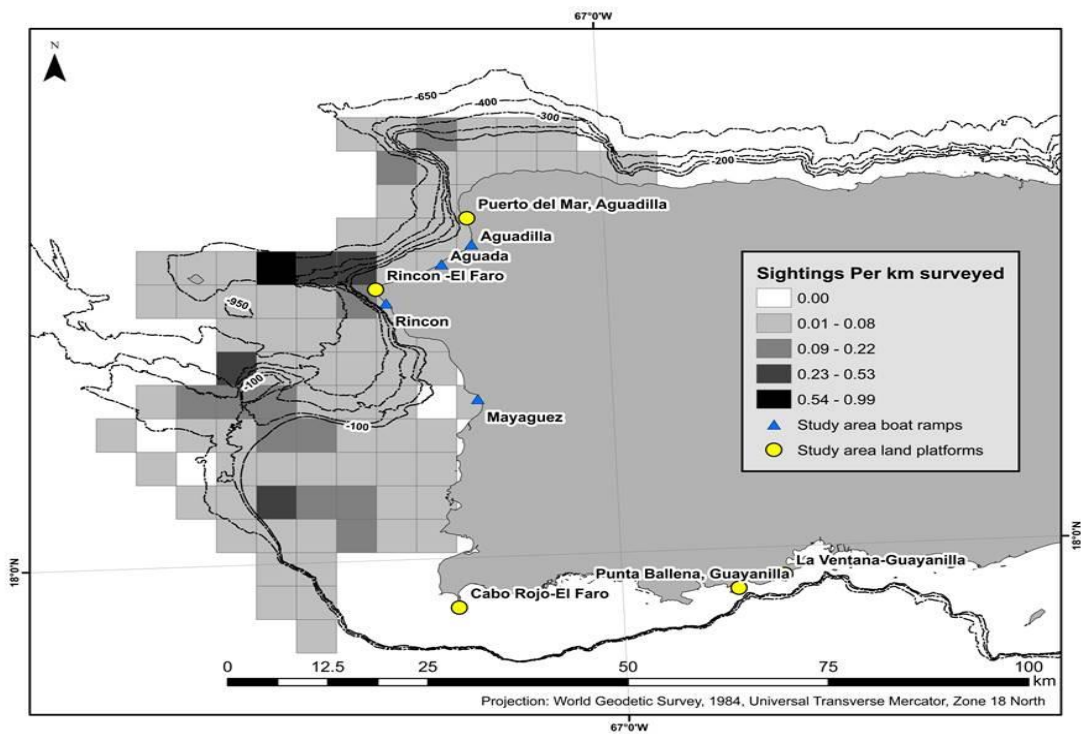 67°0'W
N
-650
-400
-300
-200
Puerto del Mar, Aguadilla
Aguadilla
Aguada
Rincon -El Faro
-950
Rincon
-100
Mayaguez
-100
Sightings Per km surveyed
0.00
0.01 - 0.08
0.09 - 0.22
0.23 - 0.53
0.54 - 0.99
Study area boat ramps
Study area land platforms
18°0'N
18°0'N
La Ventana-Guayanilla
Punta Ballena, Guayanilla
Cabo Rojo-El Faro
0 12.5 25 50 75 100
km
Projection: World Geodetic Survey, 1984, Universal Transverse Mercator, Zone 18 North
67°0'W